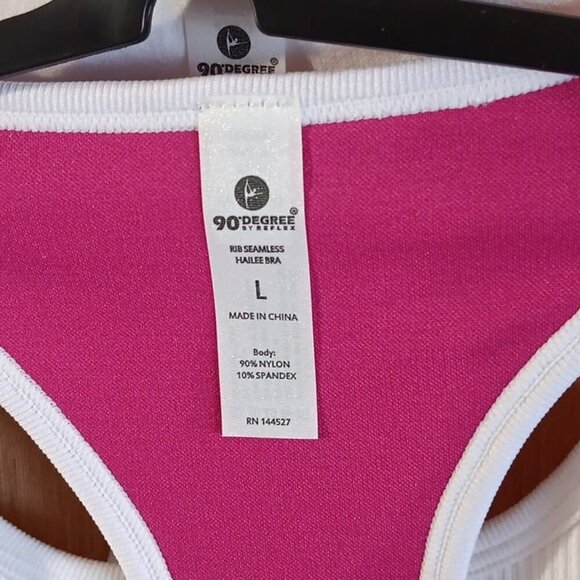 90°DEGREE
90°DEGREE®
BY REFLEX
RIB SEAMLESS
HAILEE BRA
L
MADE IN CHINA
Body:
90% NYLON
10% SPANDEX
RN 144527